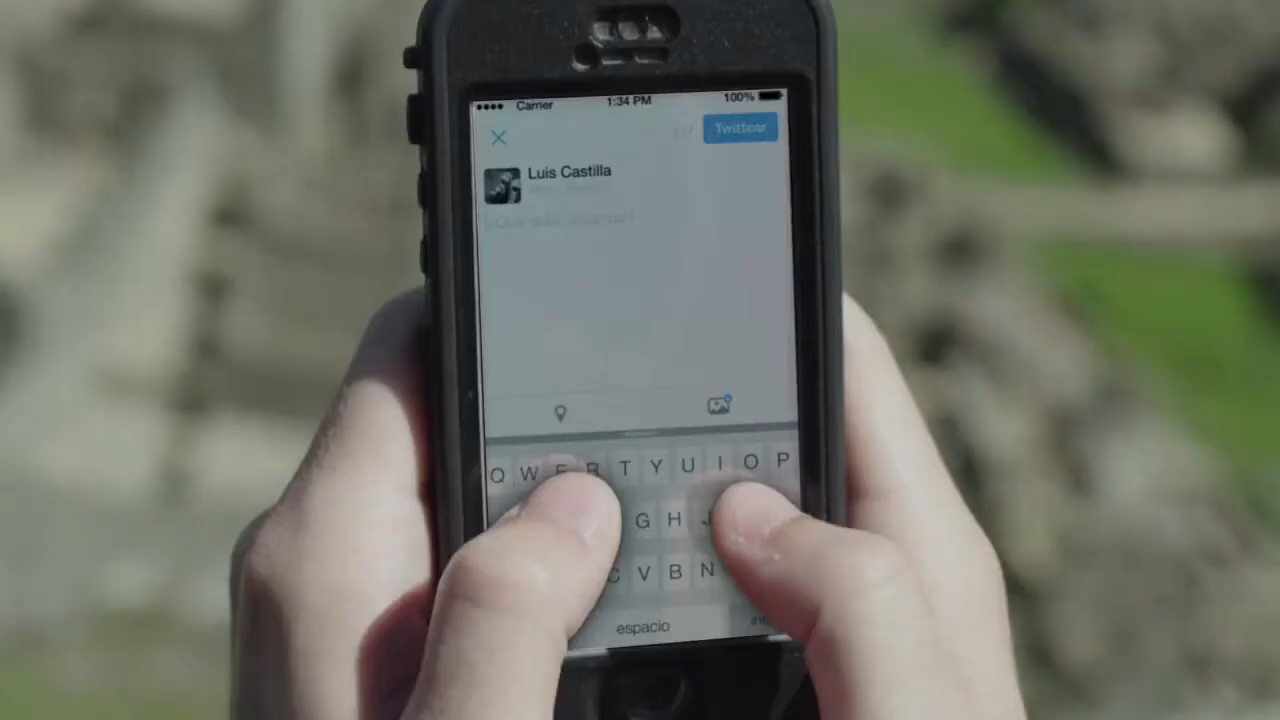 Carrier 1:34 PM 100%
Twittear
Luis Castilla
Q W E R T Y U I O P
G H J
C V B N
espacio